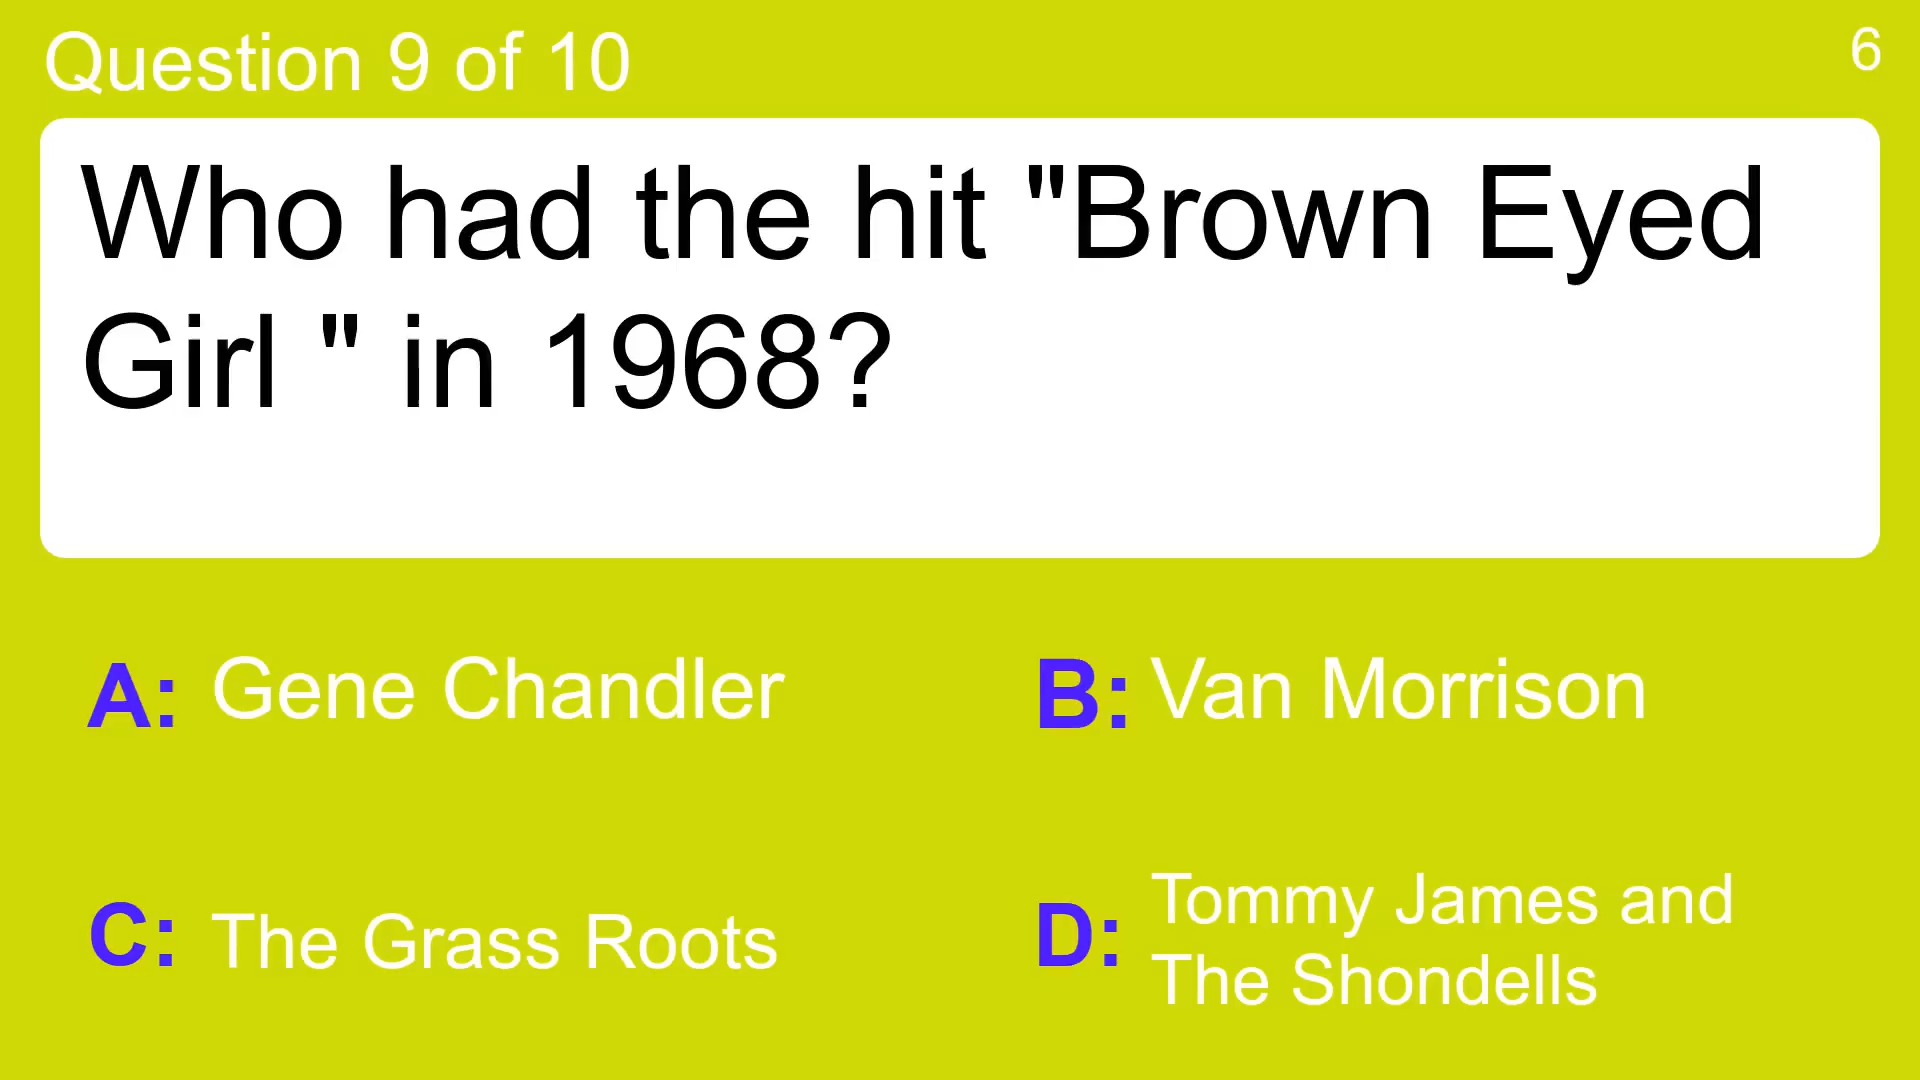 Question 9 of 10
6
Who had the hit "Brown Eyed
Girl " in 1968?
A: Gene Chandler
B: Van Morrison
C: The Grass Roots
D: Tommy James and
The Shondells